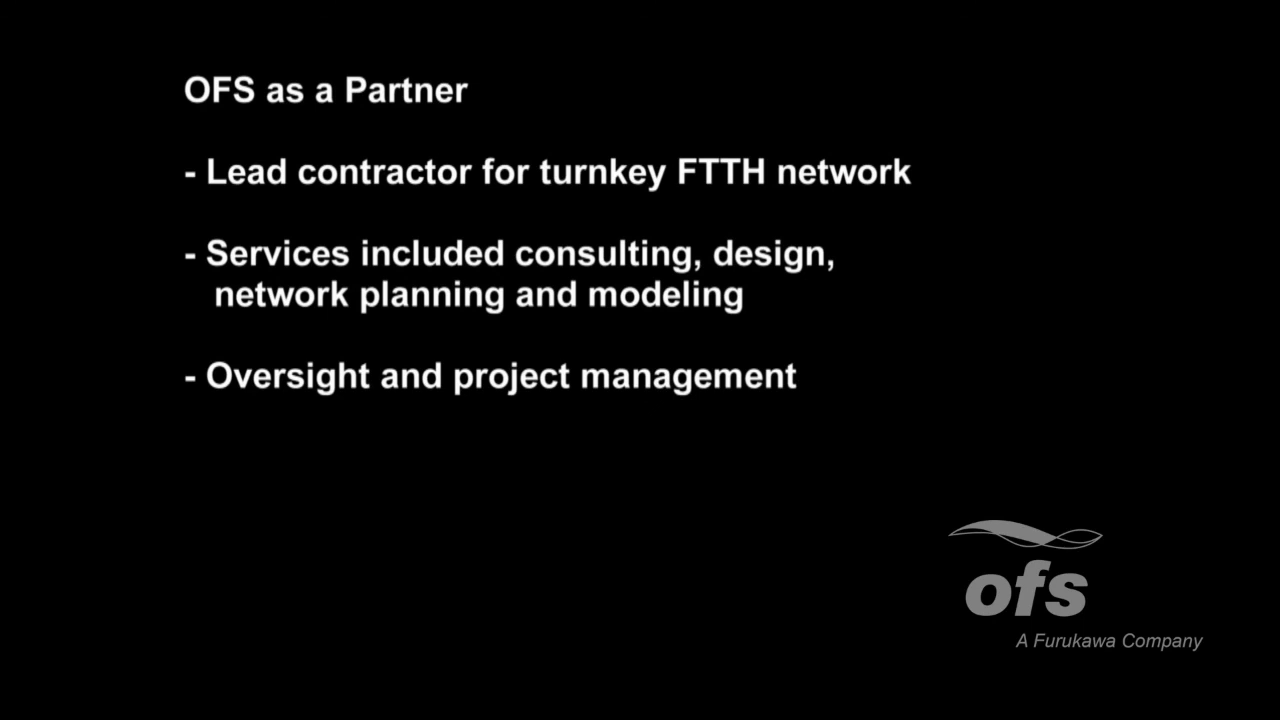 OFS as a Partner
- Lead contractor for turnkey FTTH network
- Services included consulting, design,
network planning and modeling
- Oversight and project management
ofs
A Furukawa Company